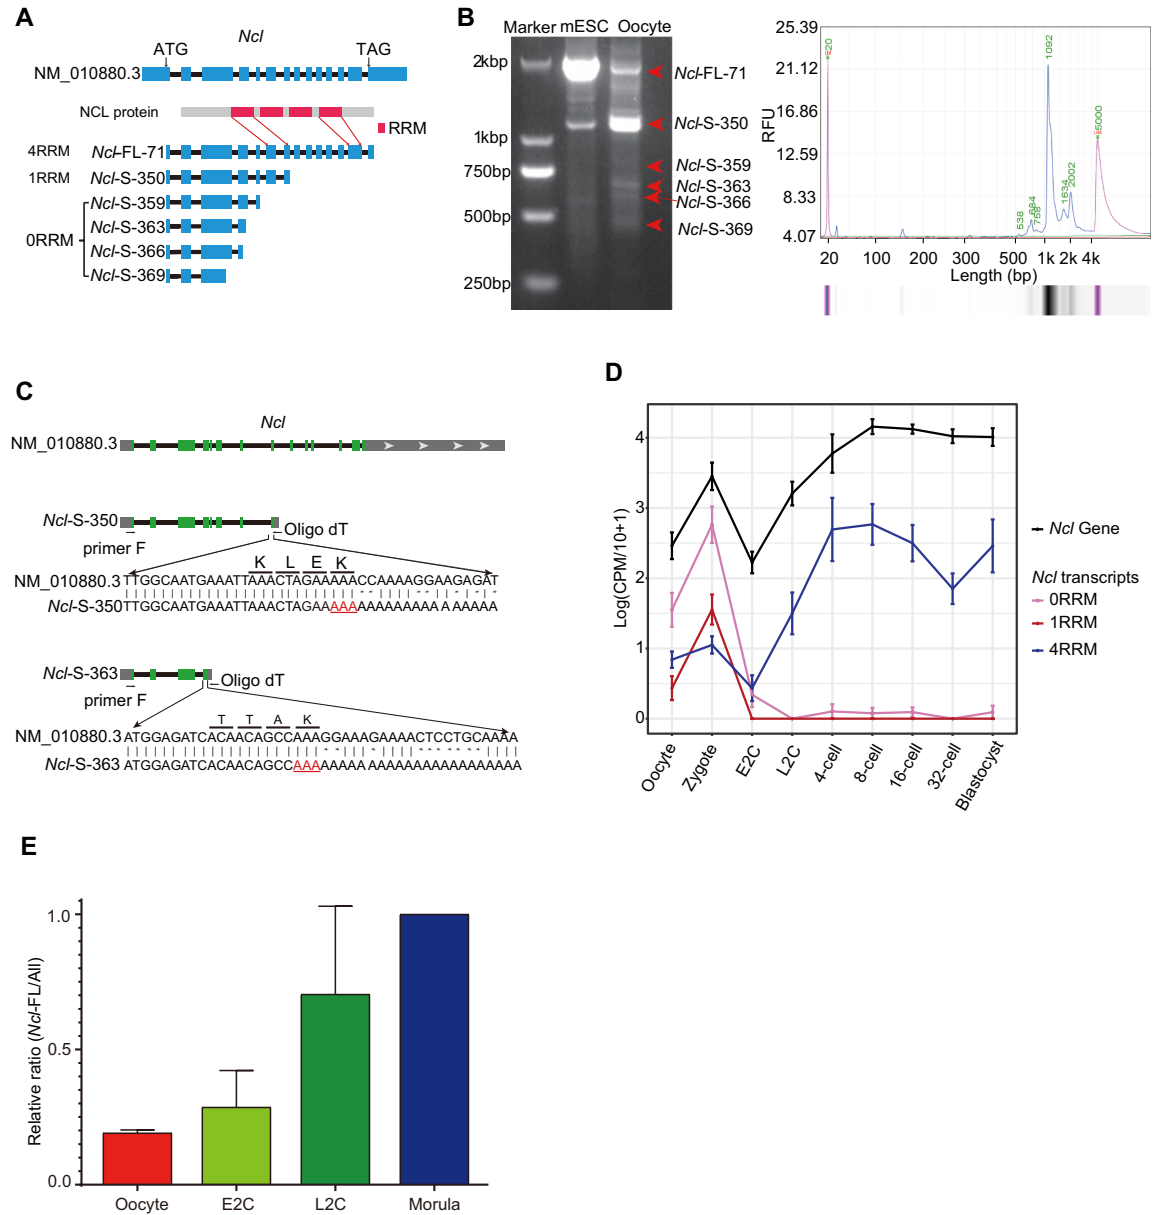 A
Ncl
ATG
TAG
NM_010880.3
NCL protein
RRM
4RRM
Ncl-FL-71
1RRM
Ncl-S-350
Ncl-S-359
Ncl-S-363
0RRM
Ncl-S-366
Ncl-S-369
B
Marker mESC Oocyte
2kbp
1kbp
750bp
500bp
250bp
Ncl-FL-71
Ncl-S-350
Ncl-S-359
Ncl-S-363
Ncl-S-366
Ncl-S-369
25.39
21.12
16.86
12.59
8.33
4.07
RFU
20
538
684
758
1092
1634
2002
5000
20 100 200 300 500 1k 2k 4k
Length (bp)
C
Ncl
NM_010880.3
Ncl-S-350
Oligo dT
primer F
K L E K
NM_010880.3 TTGGCAATGAAATTAAACTAGAAAAACCAAAAGGAAGAGAT
Ncl-S-350 TTGGCAATGAAATTAAACTAGAAAAAAAAAAAAAAAAAAAA
Ncl-S-363
Oligo dT
primer F
T T A K
NM_010880.3 ATGGAGATCACAACAGCCAAAGGAAAGAAAACTCCTGCAAAA
Ncl-S-363 ATGGAGATCACAACAGCCAAAAAAAAAAAAAAAAAAAAAAAA
D
Log(CPM/10+1)
4
3
2
1
0
Oocyte
Zygote
E2C
L2C
4-cell
8-cell
16-cell
32-cell
Blastocyst
Ncl Gene
Ncl transcripts
0RRM
1RRM
4RRM
E
Relative ratio (Ncl-FL/All)
1.0
0.5
0.0
Oocyte E2C L2C Morula